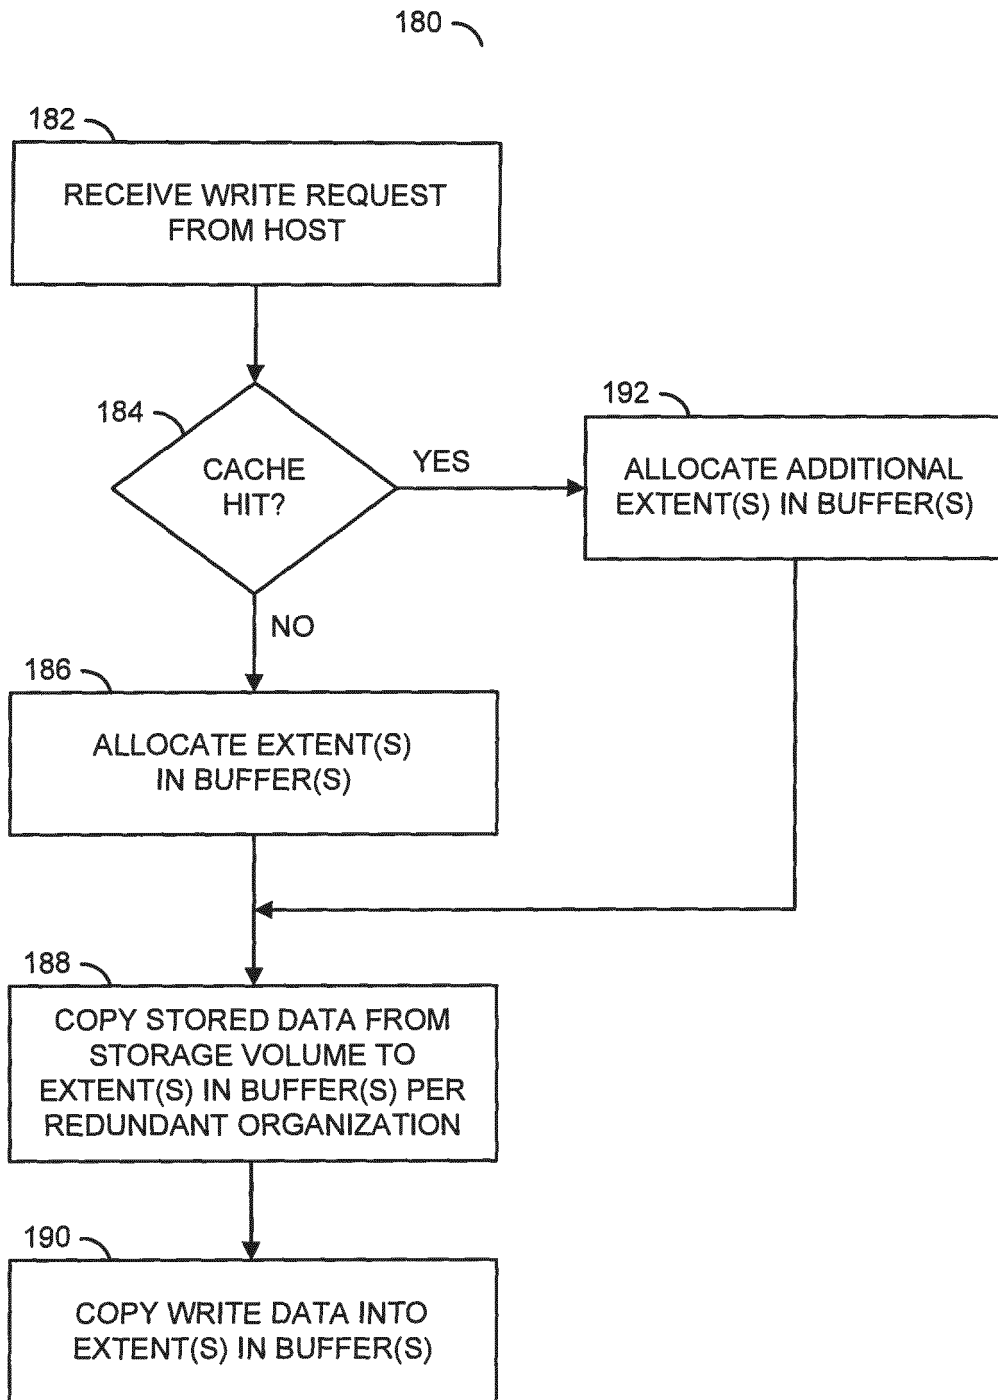 180
182
RECEIVE WRITE REQUEST
FROM HOST
184
CACHE
HIT?
YES
192
ALLOCATE ADDITIONAL
EXTENT(S) IN BUFFER(S)
NO
186
ALLOCATE EXTENT(S)
IN BUFFER(S)
188
COPY STORED DATA FROM
STORAGE VOLUME TO
EXTENT(S) IN BUFFER(S) PER
REDUNDANT ORGANIZATION
190
COPY WRITE DATA INTO
EXTENT(S) IN BUFFER(S)